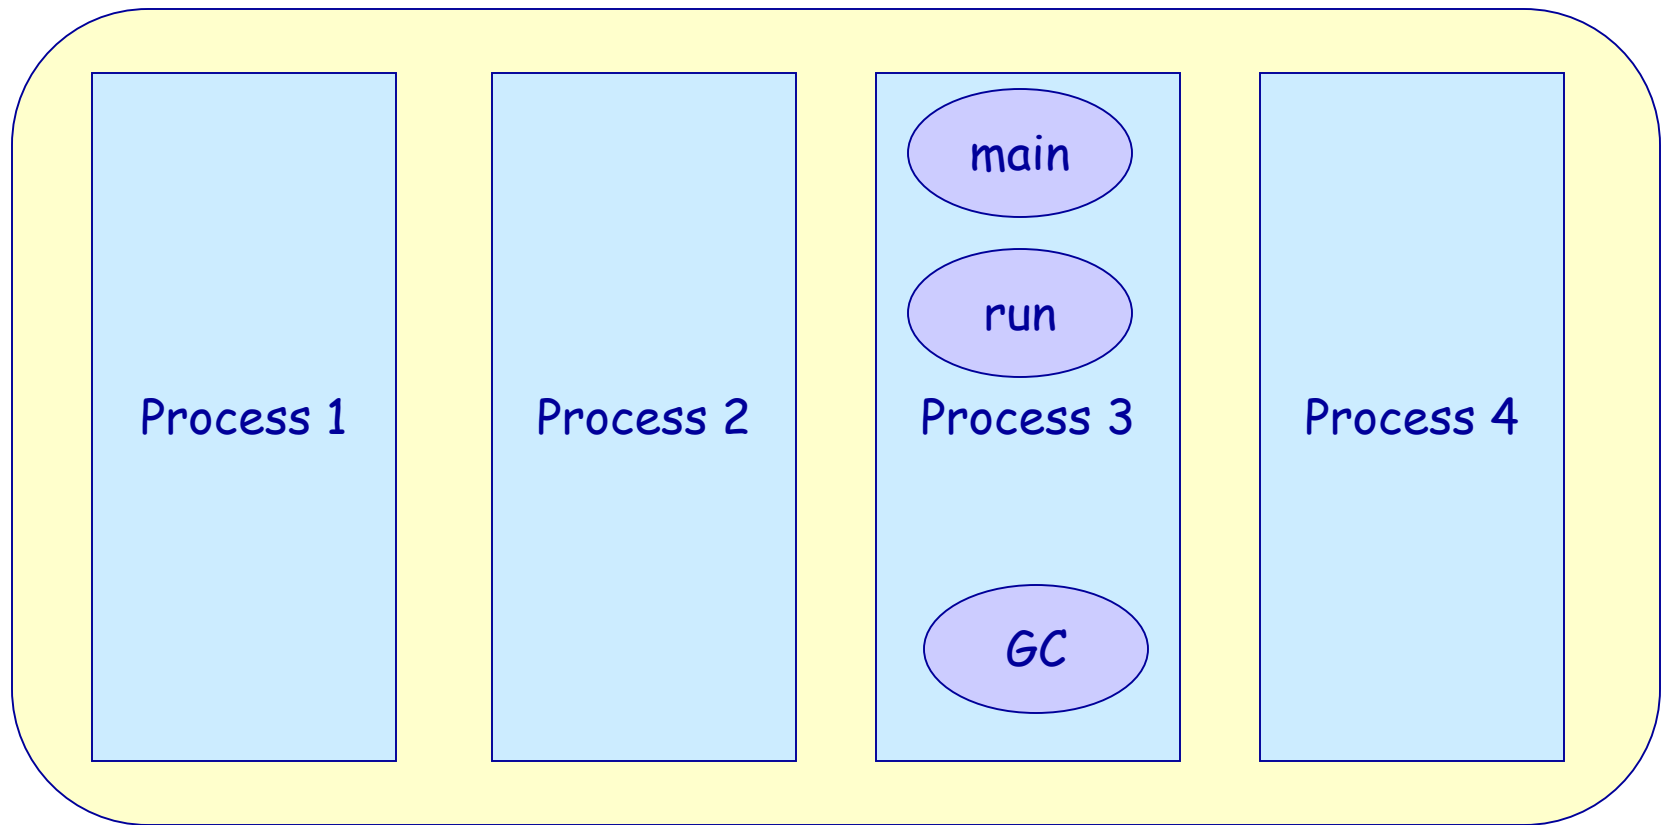 main
run
Process 1
Process 2
Process 3
Process 4
GC